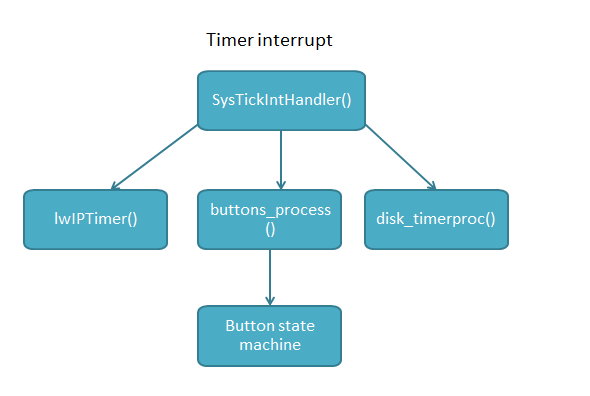 Timer interrupt
SysTickIntHandler()
lwIPTimer()
buttons_process
()
disk_timerproc()
Button state
machine